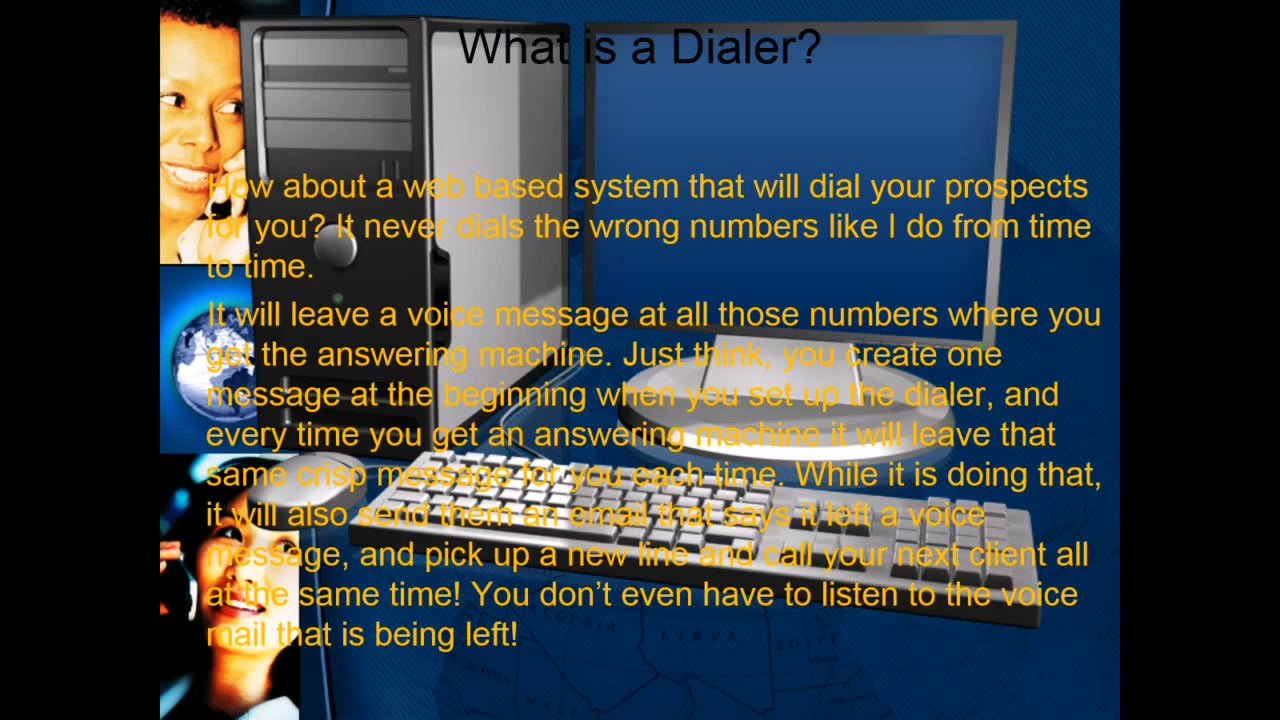 What is a Dialer?
How about a web based system that will dial your prospects
for you? It never dials the wrong numbers like I do from time
to time.
It will leave a voice message at all those numbers where you
get the answering machine. Just think, you create one
message at the beginning when you set up the dialer, and
every time you get an answering machine it will leave that
same crisp message for you each time. While it is doing that,
it will also send them an email that says it left a voice
message, and pick up a new line and call your next client all
at the same time! You don’t even have to listen to the voice
mail that is being left!
ALGERIA
LIBYA
EGYPT